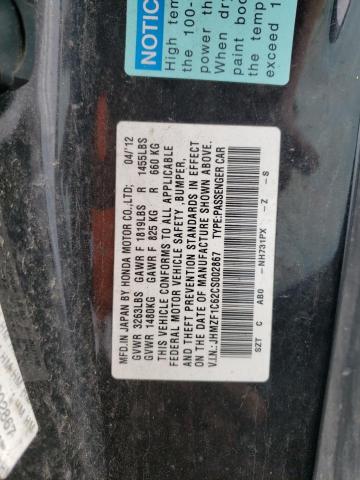 NOTIC
High tem
the 100-
power th
When dry
paint bod
the temp
exceed 1
MFD.IN JAPAN BY HONDA MOTOR CO.,LTD; 04/'12
GVWR 3263LBS GAWR F 1819LBS R 1455LBS
GVWR 1480KG GAWR F 825 KG R 660 KG
THIS VEHICLE CONFORMS TO ALL APPLICABLE
FEDERAL MOTOR VEHICLE SAFETY, BUMPER,
AND THEFT PREVENTION STANDARDS IN EFFECT
ON THE DATE OF MANUFACTURE SHOWN ABOVE.
V.I.N.:JHMZF1C62CS002867 TYPE:PASSENGER CAR
SZT C AB0 -NH731PX -Z -S